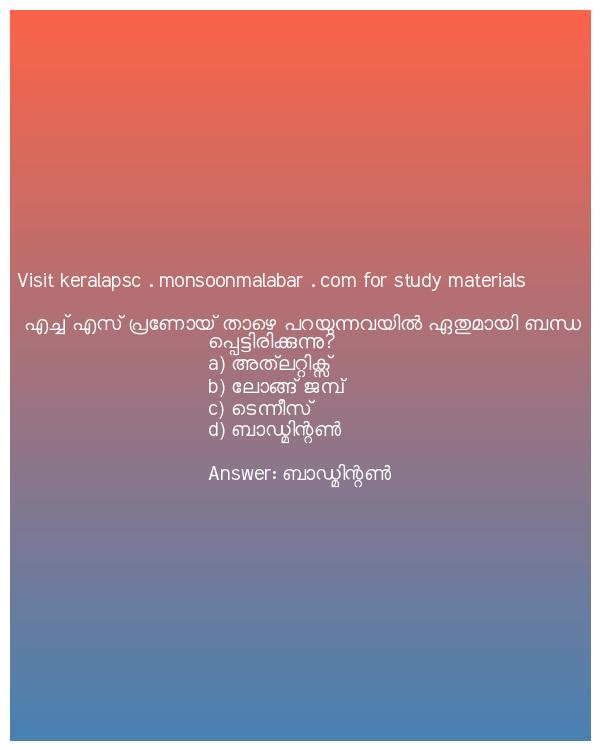 Visit keralapsc . monsoonmalabar . com for study materials
എച്ച് എസ് പ്രണോയ് താഴെ പറയുന്നവയിൽ ഏതുമായി ബന്ധ
പ്പെട്ടിരിക്കുന്നു?
a) അത്‌ലറ്റിക്സ്
b) ലോങ്ങ് ജമ്പ്
c) ടെന്നീസ്
d) ബാഡ്മിന്റൺ
Answer: ബാഡ്മിന്റൺ